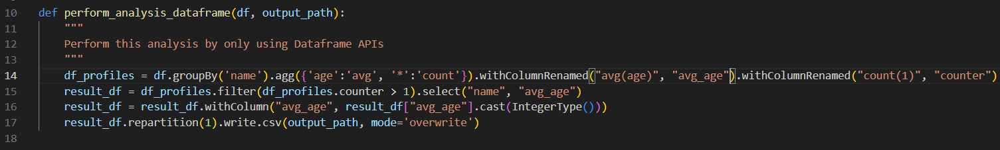 10 def perform_analysis_dataframe(df, output_path):
11     """
12     Perform this analysis by only using Dataframe APIs
13     """
14     df_profiles = df.groupBy('name').agg({'age':'avg', '*':'count'}).withColumnRenamed("avg(age)", "avg_age").withColumnRenamed("count(1)", "counter")
15     result_df = df_profiles.filter(df_profiles.counter > 1).select("name", "avg_age")
16     result_df = result_df.withColumn("avg_age", result_df["avg_age"].cast(IntegerType()))
17     result_df.repartition(1).write.csv(output_path, mode='overwrite')
18